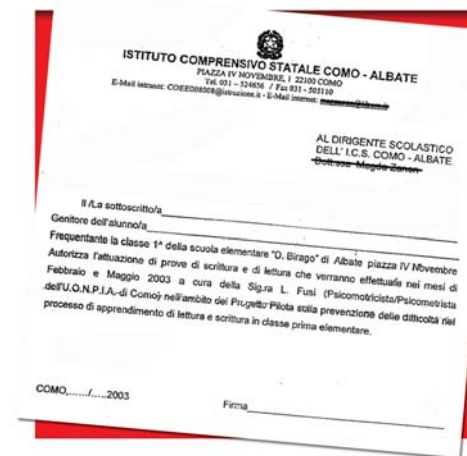 ISTITUTO COMPRENSIVO STATALE COMO - ALBATE
PIAZZA IV NOVEMBRE, 1 22100 COMO
Tel. 031 - 524656 / Fax 031 - 505110
E-Mail intranet: COEE008008@istruzione.it - E-Mail internet:
AL DIRIGENTE SCOLASTICO
DELL' I.C.S. COMO - ALBATE
Dott.ssa Magda Zanon
Il /La sottoscritto/a
Genitore dell'alunno/a
Frequentante la classe 1^ della scuola elementare "D. Birago" di Albate piazza IV Novembre
Autorizza l'attuazione di prove di scrittura e di lettura che verranno effettuate nei mesi di
Febbraio e Maggio 2003 a cura della Sig.ra L. Fusi (Psicomotricista/Psicometrista
dell'U.O.N.P.I.A. di Como) nell'ambito del Progetto Pilota sulla prevenzione delle difficoltà nel
processo di apprendimento di lettura e scrittura in classe prima elementare.
COMO,......./.....2003
Firma